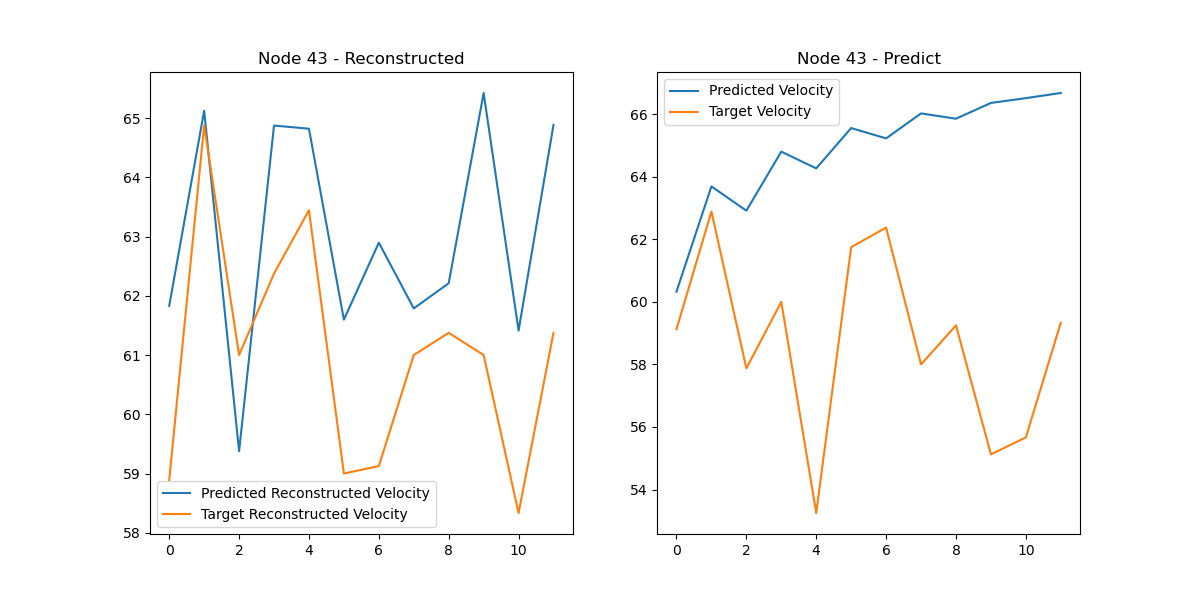 Node 43 - Reconstructed
65
64
63
62
61
60
59
58
0 2 4 6 8 10
Predicted Reconstructed Velocity
Target Reconstructed Velocity
Node 43 - Predict
Predicted Velocity
Target Velocity
66
64
62
60
58
56
54
0 2 4 6 8 10